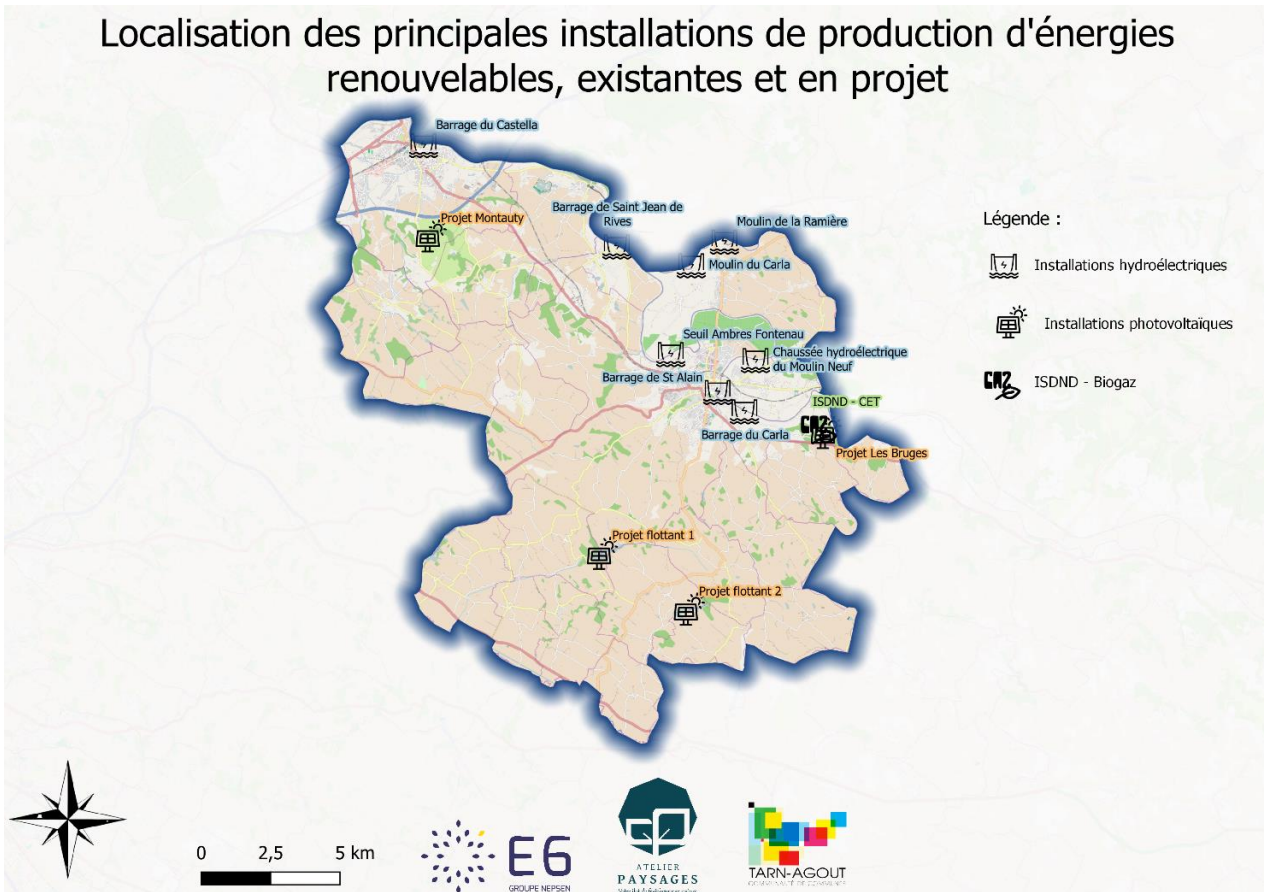 Localisation des principales installations de production d'énergies
renouvelables, existantes et en projet
Barrage du Castella
Projet Montauty
Barrage de Saint Jean de
Rives
Moulin de la Ramière
Moulin du Carla
Seuil Ambres Fontenau
Chaussée hydroélectrique
du Moulin Neuf
Barrage de St Alain
ISDND - CET
Barrage du Carla
Projet Les Bruges
Projet flottant 1
Projet flottant 2
Légende :
Installations hydroélectriques
Installations photovoltaïques
ISDND - Biogaz
0 2,5 5 km
E6
GROUPE NEPSEN
ATELIER
PAYSAGES
TARN-AGOUT
COMMUNAUTÉ DE COMMUNES